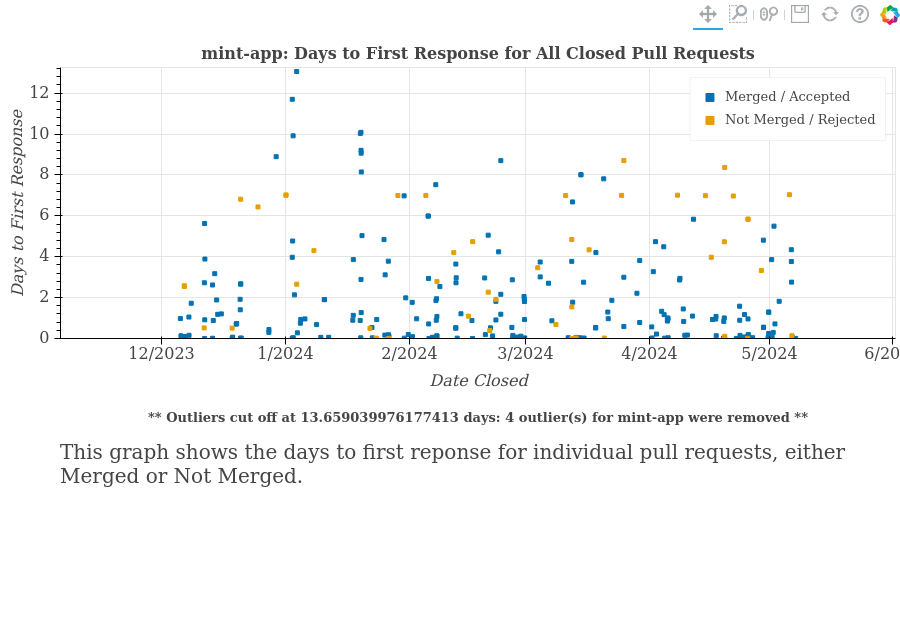 mint-app: Days to First Response for All Closed Pull Requests
Merged / Accepted
Not Merged / Rejected
Days to First Response
12
10
8
6
4
2
0
12/2023 1/2024 2/2024 3/2024 4/2024 5/2024 6/20
Date Closed
** Outliers cut off at 13.659039976177413 days: 4 outlier(s) for mint-app were removed **
This graph shows the days to first reponse for individual pull requests, either
Merged or Not Merged.